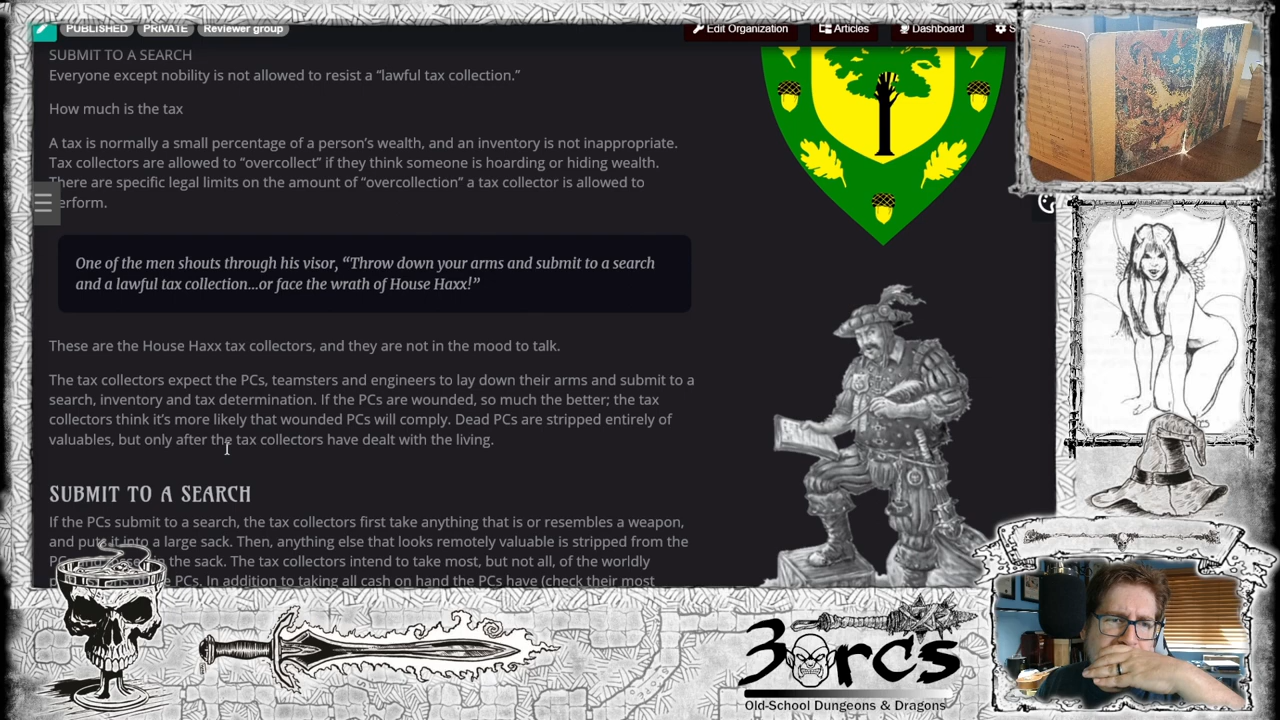 PUBLISHED PRIVATE Reviewer group
Edit Organization Articles Dashboard S
SUBMIT TO A SEARCH
Everyone except nobility is not allowed to resist a “lawful tax collection.”
How much is the tax
A tax is normally a small percentage of a person’s wealth, and an inventory is not inappropriate.
Tax collectors are allowed to “overcollect” if they think someone is hoarding or hiding wealth.
There are specific legal limits on the amount of “overcollection” a tax collector is allowed to
perform.
One of the men shouts through his visor, “Throw down your arms and submit to a search
and a lawful tax collection...or face the wrath of House Haxx!”
These are the House Haxx tax collectors, and they are not in the mood to talk.
The tax collectors expect the PCs, teamsters and engineers to lay down their arms and submit to a
search, inventory and tax determination. If the PCs are wounded, so much the better; the tax
collectors think it’s more likely that wounded PCs will comply. Dead PCs are stripped entirely of
valuables, but only after the tax collectors have dealt with the living.
SUBMIT TO A SEARCH
If the PCs submit to a search, the tax collectors first take anything that is or resembles a weapon,
and puts it into a large sack. Then, anything else that looks remotely valuable is stripped from the
in the sack. The tax collectors intend to take most, but not all, of the worldly
PCs. In addition to taking all cash on hand the PCs have (check their most
3 orcs
Old-School Dungeons & Dragons